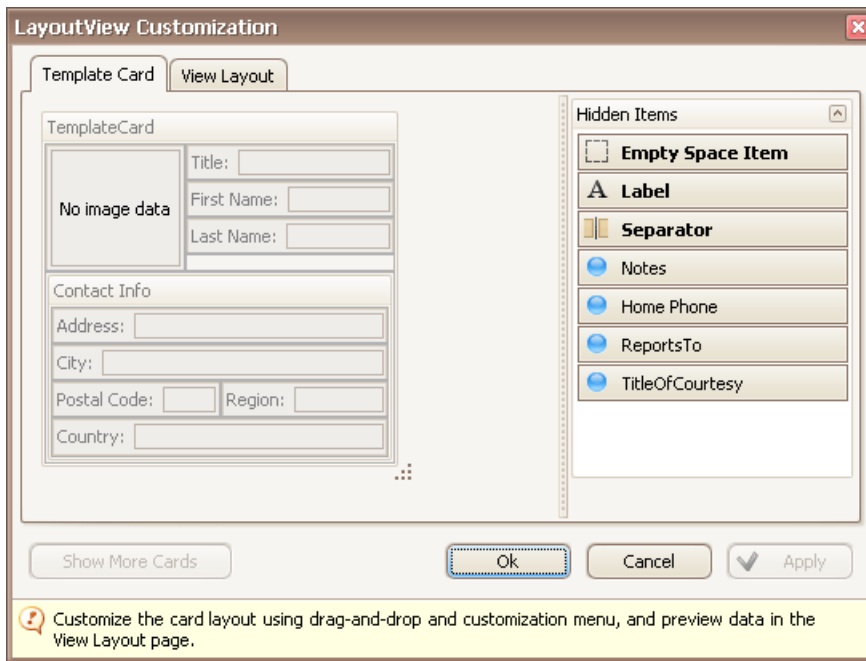 LayoutView Customization
Template Card
View Layout
TemplateCard
No image data
Title:
First Name:
Last Name:
Contact Info
Address:
City:
Postal Code:
Region:
Country:
Hidden Items
Empty Space Item
A Label
Separator
Notes
Home Phone
ReportsTo
TitleOfCourtesy
Show More Cards
Ok
Cancel
Apply
Customize the card layout using drag-and-drop and customization menu, and preview data in the
View Layout page.